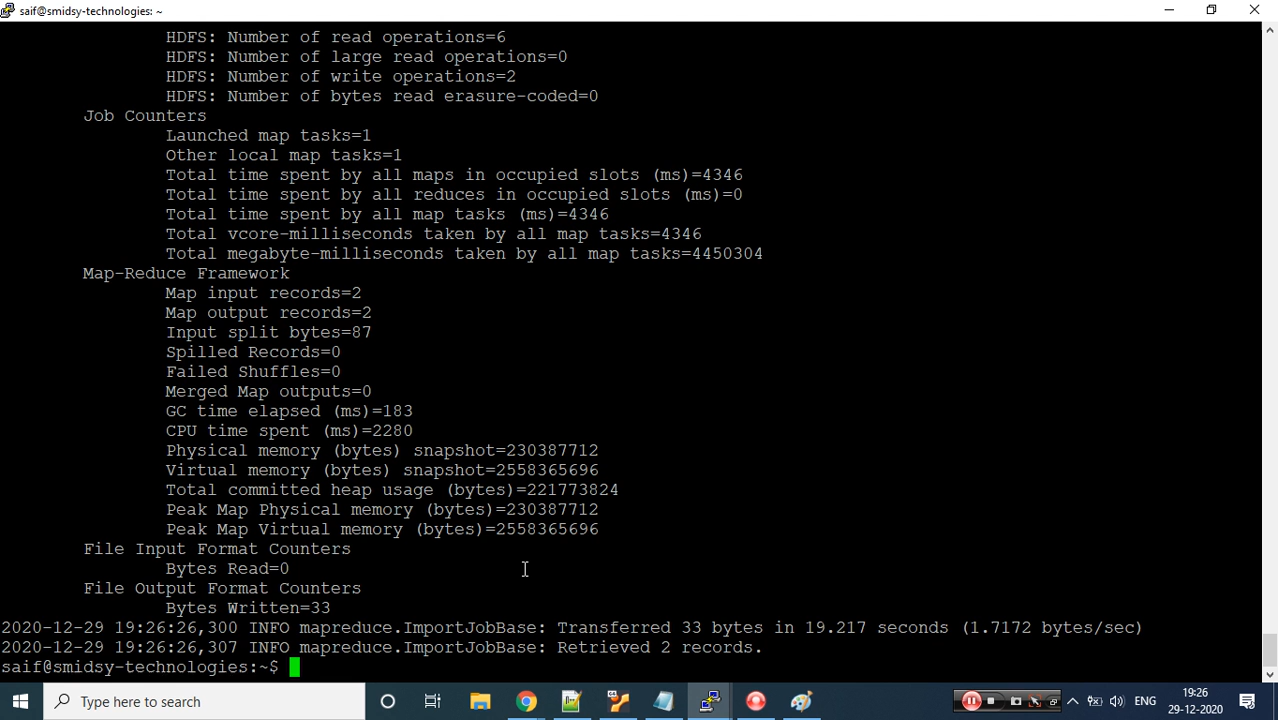 saif@smidsy-technologies: ~
HDFS: Number of read operations=6
HDFS: Number of large read operations=0
HDFS: Number of write operations=2
HDFS: Number of bytes read erasure-coded=0
Job Counters
Launched map tasks=1
Other local map tasks=1
Total time spent by all maps in occupied slots (ms)=4346
Total time spent by all reduces in occupied slots (ms)=0
Total time spent by all map tasks (ms)=4346
Total vcore-milliseconds taken by all map tasks=4346
Total megabyte-milliseconds taken by all map tasks=4450304
Map-Reduce Framework
Map input records=2
Map output records=2
Input split bytes=87
Spilled Records=0
Failed Shuffles=0
Merged Map outputs=0
GC time elapsed (ms)=183
CPU time spent (ms)=2280
Physical memory (bytes) snapshot=230387712
Virtual memory (bytes) snapshot=2558365696
Total committed heap usage (bytes)=221773824
Peak Map Physical memory (bytes)=230387712
Peak Map Virtual memory (bytes)=2558365696
File Input Format Counters
Bytes Read=0
File Output Format Counters
Bytes Written=33
2020-12-29 19:26:26,300 INFO mapreduce.ImportJobBase: Transferred 33 bytes in 19.217 seconds (1.7172 bytes/sec)
2020-12-29 19:26:26,307 INFO mapreduce.ImportJobBase: Retrieved 2 records.
saif@smidsy-technologies:~$
Type here to search
ENG
19:26
29-12-2020